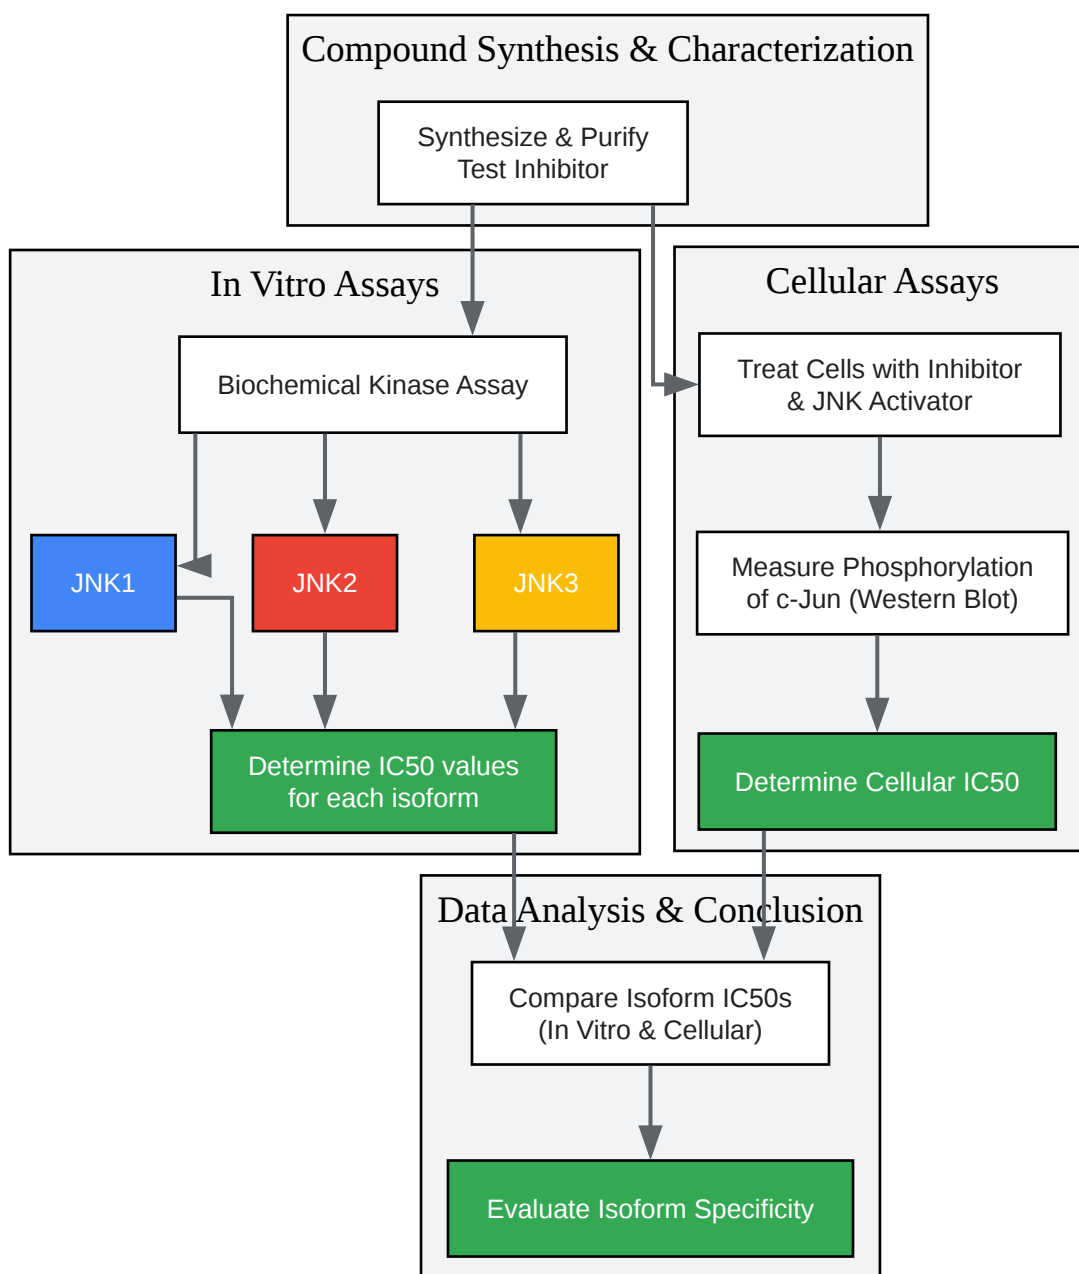 Compound Synthesis & Characterization
Synthesize & Purify
Test Inhibitor
In Vitro Assays
Biochemical Kinase Assay
JNK1
JNK2
JNK3
Determine IC50 values
for each isoform
Cellular Assays
Treat Cells with Inhibitor
& JNK Activator
Measure Phosphorylation
of c-Jun (Western Blot)
Determine Cellular IC50
Data Analysis & Conclusion
Compare Isoform IC50s
(In Vitro & Cellular)
Evaluate Isoform Specificity